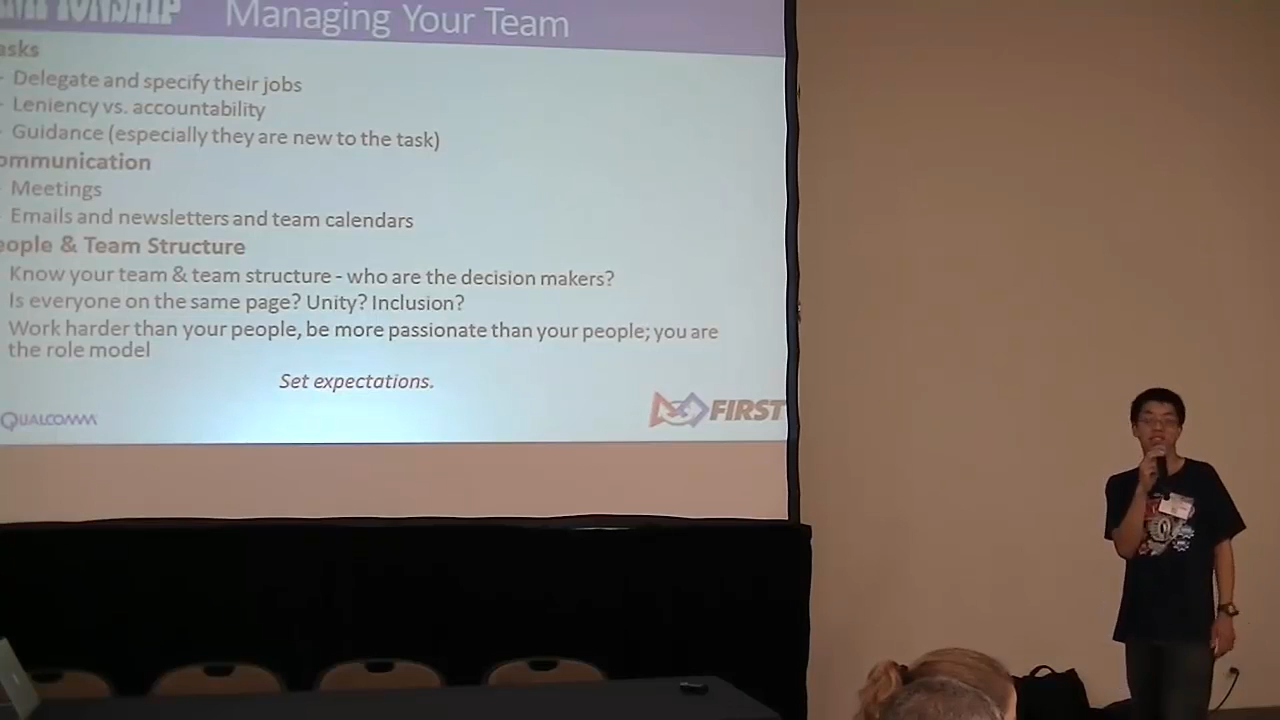 Managing Your Team
asks
- Delegate and specify their jobs
- Leniency vs. accountability
- Guidance (especially they are new to the task)
ommunication
- Meetings
- Emails and newsletters and team calendars
eople & Team Structure
Know your team & team structure - who are the decision makers?
Is everyone on the same page? Unity? Inclusion?
Work harder than your people, be more passionate than your people; you are
the role model
Set expectations.
QUALCOMM
FIRST